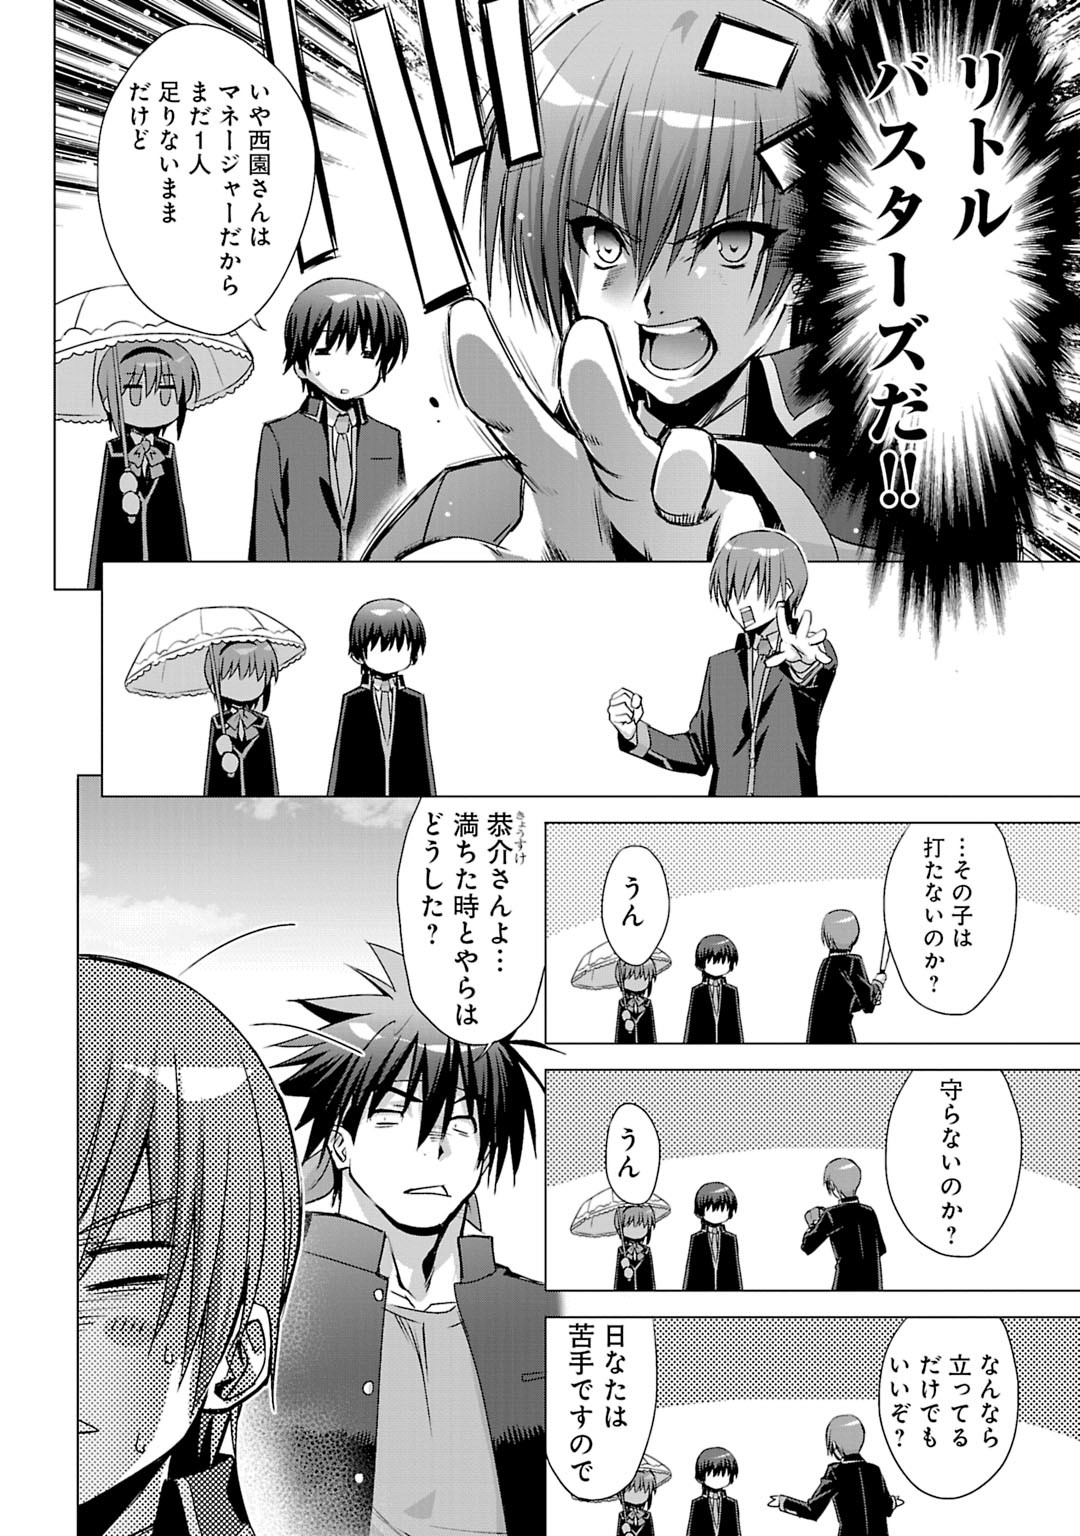 リトル
バスターズだ!!
いや西園さんは
マネージャーだから
まだ1人
足りないまま
だけど
…その子は
打たないのか?
うん
守らないのか?
うん
なんなら
立ってる
だけでも
いいぞ?
日なたは
苦手ですので
恭介さんよ…
きょうすけ
満ちた時とやらは
どうした?